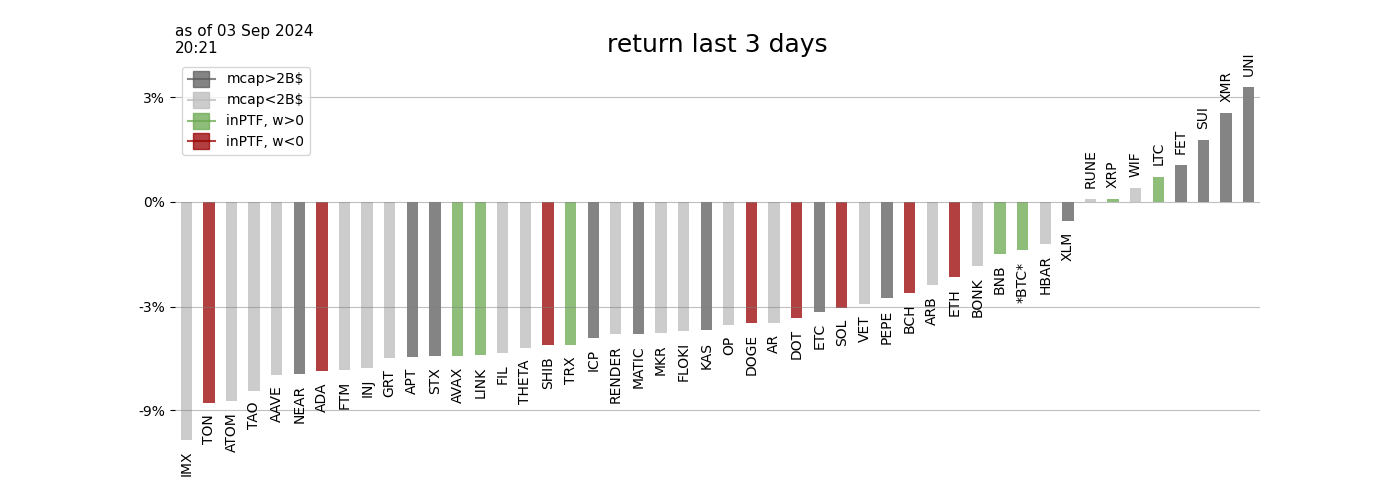 as of 03 Sep 2024
20:21
return last 3 days
mcap>2B$
mcap<2B$
inPTF, w>0
inPTF, w<0
3%
0%
-3%
-9%
IMX
TON
ATOM
TAO
AAVE
NEAR
ADA
FTM
INJ
GRT
APT
STX
AVAX
LINK
FIL
THETA
SHIB
TRX
ICP
RENDER
MATIC
MKR
FLOKI
KAS
OP
DOGE
AR
DOT
ETC
SOL
VET
PEPE
BCH
ARB
ETH
BONK
BNB
*BTC*
HBAR
XLM
RUNE
XRP
WIF
LTC
FET
SUI
XMR
UNI